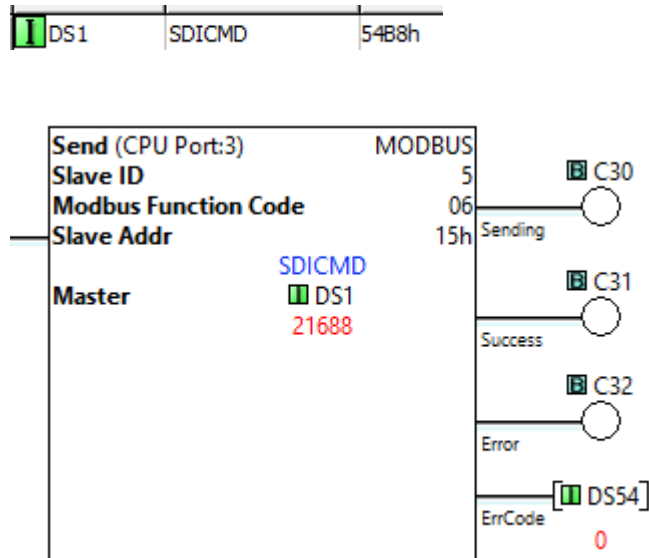 I DS1 SDICMD 54B8h
Send (CPU Port:3) MODBUS
Slave ID 5
Modbus Function Code 06
Slave Addr 15h
SDICMD
Master DS1
21688
B C30
Sending
B C31
Success
B C32
Error
DS54
ErrCode
0